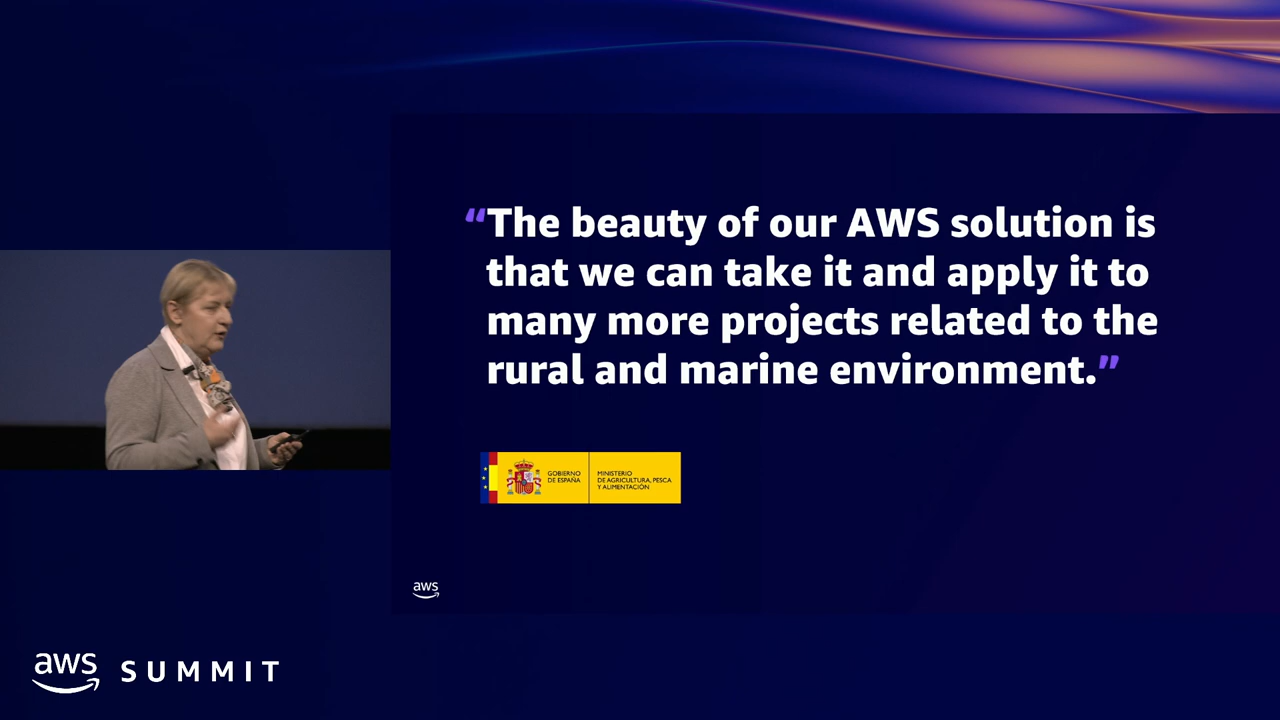 “The beauty of our AWS solution is
that we can take it and apply it to
many more projects related to the
rural and marine environment.”
GOBIERNO
DE ESPAÑA
MINISTERIO
DE AGRICULTURA, PESCA
Y ALIMENTACIÓN
aws
aws SUMMIT